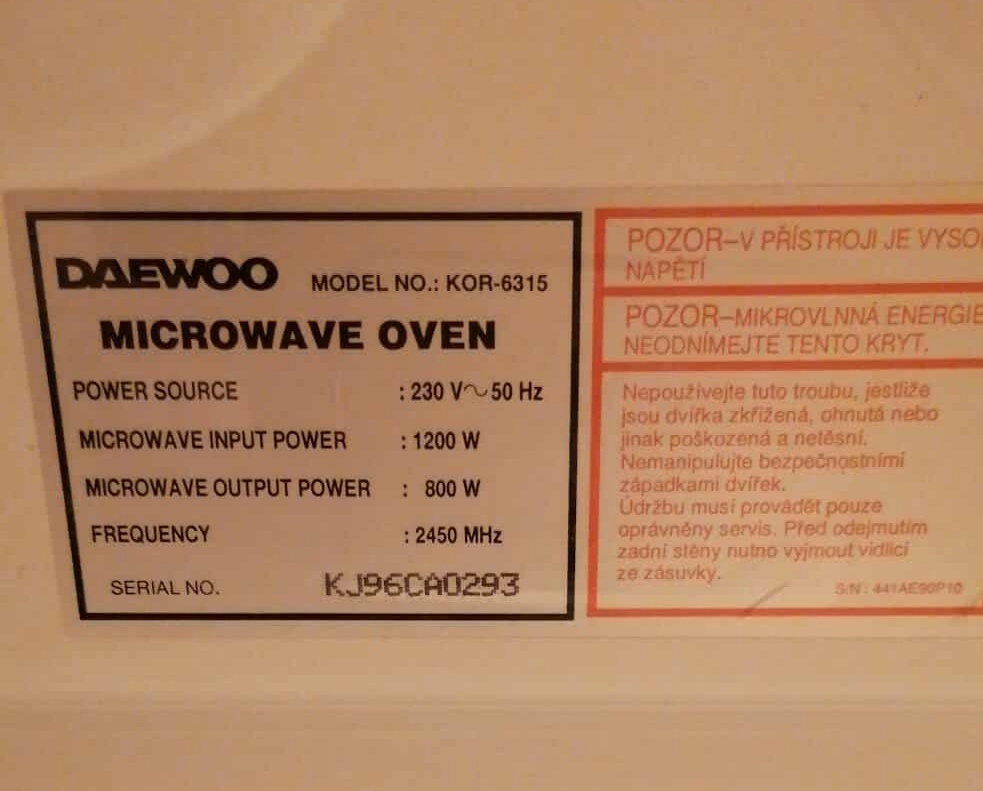 DAEWOO MODEL NO.: KOR-6315
MICROWAVE OVEN
POWER SOURCE : 230 V~50 Hz
MICROWAVE INPUT POWER : 1200 W
MICROWAVE OUTPUT POWER : 800 W
FREQUENCY : 2450 MHz
SERIAL NO. KJ96CA0293
POZOR-V PŘÍSTROJI JE VYSO
NAPĚTÍ
POZOR-MIKROVLNNÁ ENERGIE
NEODNÍMEJTE TENTO KRYT.
Nepoužívejte tuto troubu, jestliže
jsou dvířka zkřížená, ohnutá nebo
jinak poškozená a netěsní.
Nemanipulujte bezpečnostními
západkami dvířek.
Údržbu musí provádět pouze
oprávněny servis. Před odejmutím
zadní stěny nutno vyjmout vidlici
ze zásuvky.
S/N : 441AE90P10